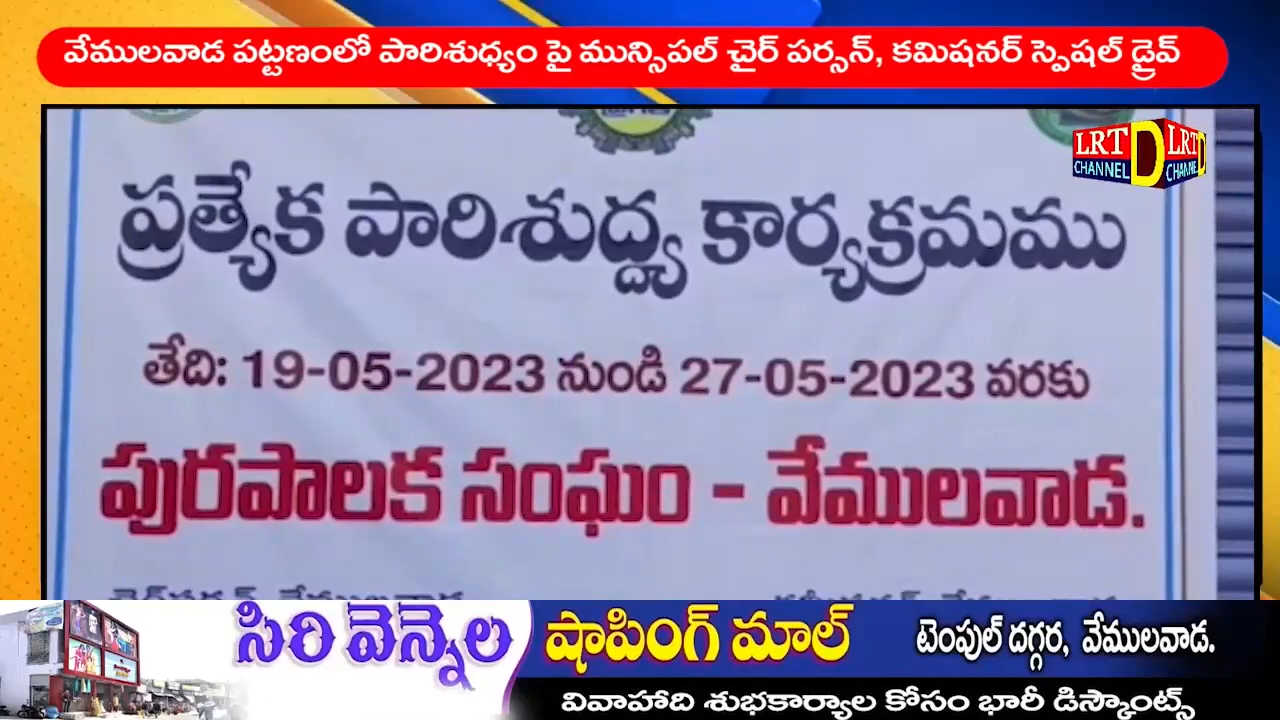 వేములవాడ పట్టణంలో పారిశుధ్యం పై మున్సిపల్ చైర్ పర్సన్, కమిషనర్ స్పెషల్ డ్రైవ్
LRT CHANNEL D LRT CHANNEL D
ప్రత్యేక పారిశుద్ధ్య కార్యక్రమము
తేది: 19-05-2023 నుండి 27-05-2023 వరకు
పురపాలక సంఘం - వేములవాడ.
సిరి వెన్నెల షాపింగ్ మాల్ టెంపుల్ దగ్గర, వేములవాడ.
వివాహాది శుభకార్యాల కోసం భారీ డిస్కౌంట్స్